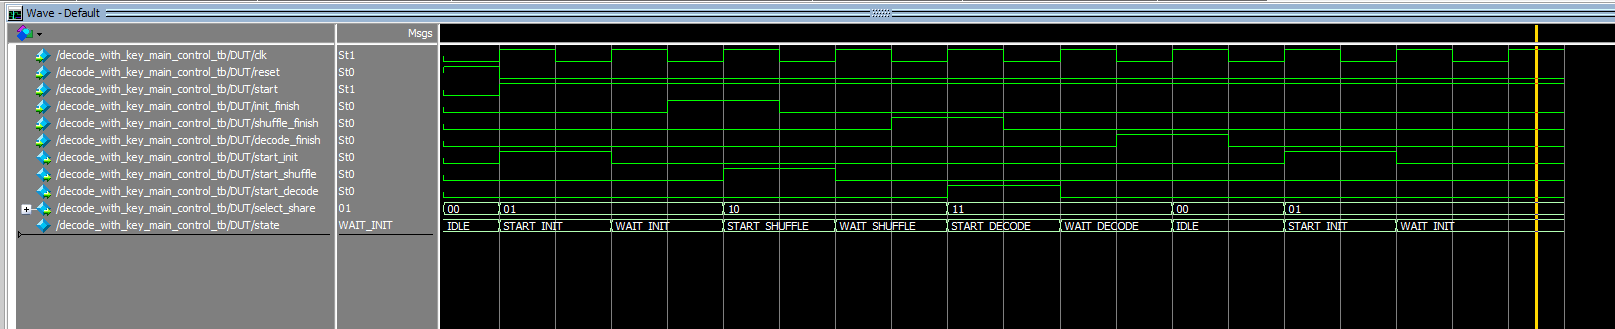 Wave - Default
Msgs
/decode_with_key_main_control_tb/DUT/clk St1
/decode_with_key_main_control_tb/DUT/reset St0
/decode_with_key_main_control_tb/DUT/start St1
/decode_with_key_main_control_tb/DUT/init_finish St0
/decode_with_key_main_control_tb/DUT/shuffle_finish St0
/decode_with_key_main_control_tb/DUT/decode_finish St0
/decode_with_key_main_control_tb/DUT/start_init St0
/decode_with_key_main_control_tb/DUT/start_shuffle St0
/decode_with_key_main_control_tb/DUT/start_decode St0
/decode_with_key_main_control_tb/DUT/select_share 01 00 01 10 11 00 01
/decode_with_key_main_control_tb/DUT/state WAIT_INIT IDLE START_INIT WAIT_INIT START_SHUFFLE WAIT_SHUFFLE START_DECODE WAIT_DECODE IDLE START_INIT WAIT_INIT